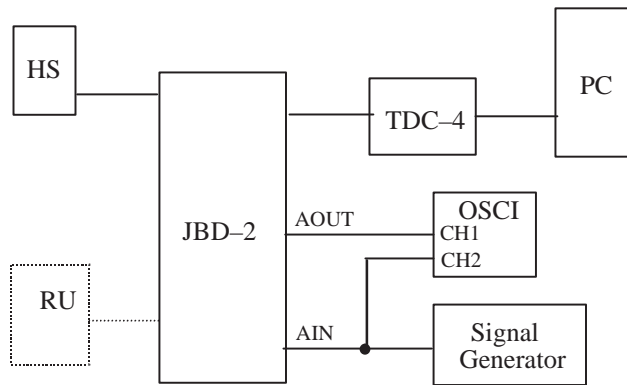 HS
PC
TDC–4
JBD–2
AOUT
OSCI
CH1
CH2
RU
AIN
Signal
Generator